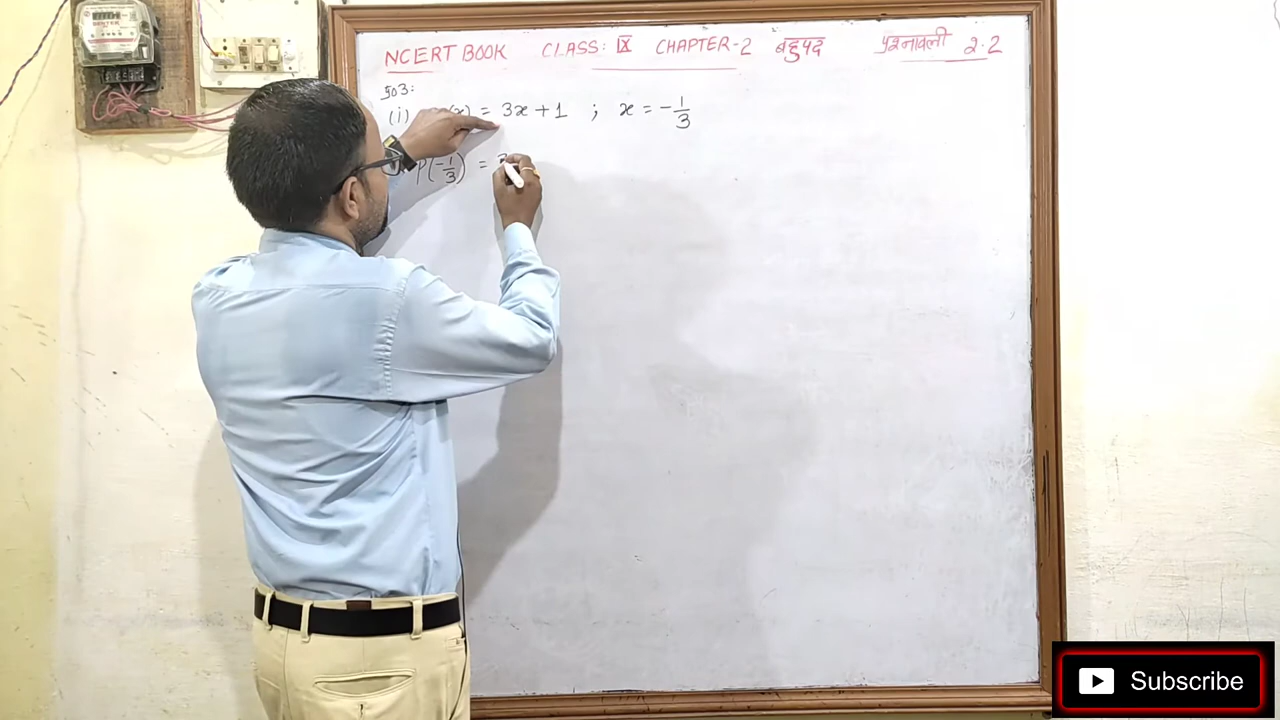 NCERT BOOK CLASS: IX CHAPTER-2 बहुपद प्रश्नावली 2.2
प्र03:
(i) (x) = 3x + 1 ; x = -1/3
p(-1/3) =
Subscribe